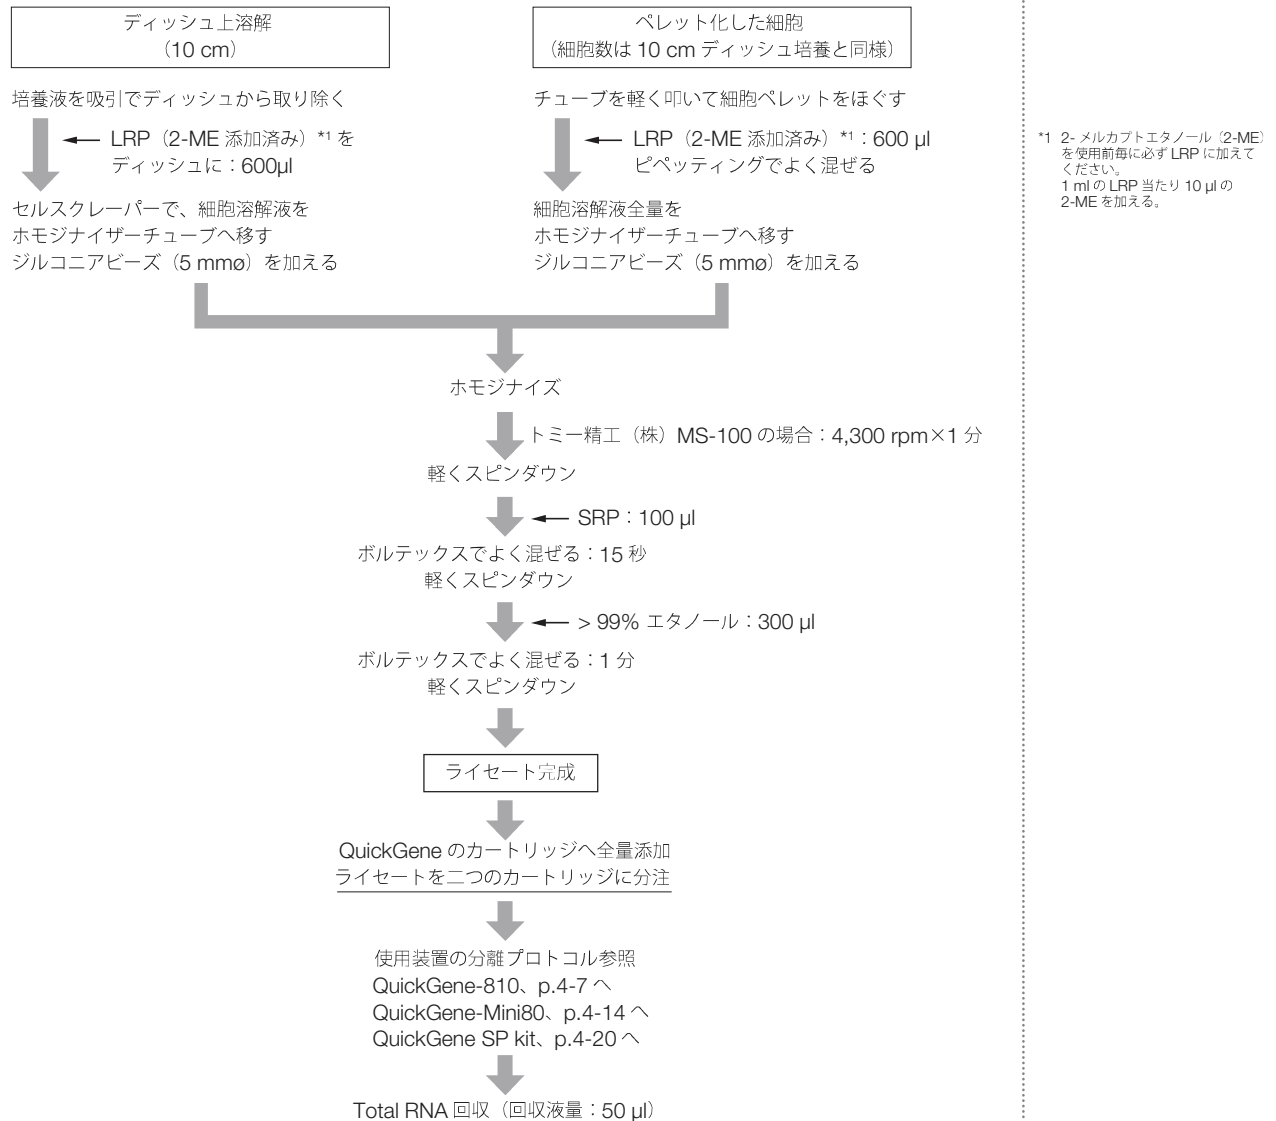 ディッシュ上溶解
（10 cm）
培養液を吸引でディッシュから取り除く
LRP（2-ME 添加済み）*1 を
ディッシュに：600µl
セルスクレーパーで、細胞溶解液を
ホモジナイザーチューブへ移す
ジルコニアビーズ（5 mmø）を加える
ペレット化した細胞
（細胞数は 10 cm ディッシュ培養と同様）
チューブを軽く叩いて細胞ペレットをほぐす
LRP（2-ME 添加済み）*1：600 µl
ピペッティングでよく混ぜる
細胞溶解液全量を
ホモジナイザーチューブへ移す
ジルコニアビーズ（5 mmø）を加える
*1 2- メルカプトエタノール（2-ME）
を使用前毎に必ず LRP に加えて
ください。
1 ml の LRP 当たり 10 µl の
2-ME を加える。
ホモジナイズ
トミー精工（株）MS-100 の場合：4,300 rpm×1 分
軽くスピンダウン
SRP：100 µl
ボルテックスでよく混ぜる：15 秒
軽くスピンダウン
> 99% エタノール：300 µl
ボルテックスでよく混ぜる：1 分
軽くスピンダウン
ライセート完成
QuickGene のカートリッジへ全量添加
ライセートを二つのカートリッジに分注
使用装置の分離プロトコル参照
QuickGene-810、p.4-7 へ
QuickGene-Mini80、p.4-14 へ
QuickGene SP kit、p.4-20 へ
Total RNA 回収（回収液量：50 µl）